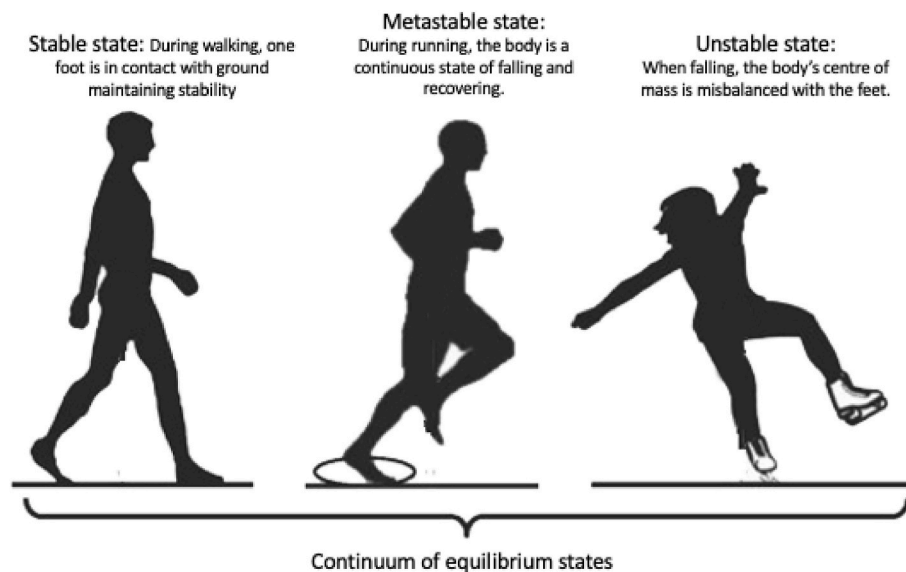 Stable state: During walking, one
foot is in contact with ground
maintaining stability
Metastable state:
During running, the body is a
continuous state of falling and
recovering.
Unstable state:
When falling, the body's centre of
mass is misbalanced with the feet.
Continuum of equilibrium states